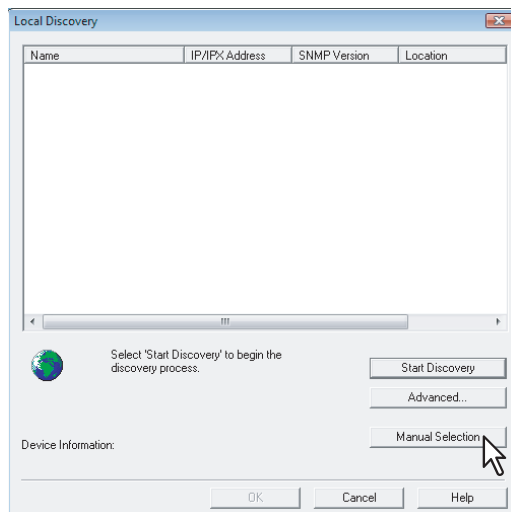 Local Discovery
Name IP/IPX Address SNMP Version Location
Select 'Start Discovery' to begin the
discovery process.
Start Discovery
Advanced...
Manual Selection
Device Information:
OK Cancel Help